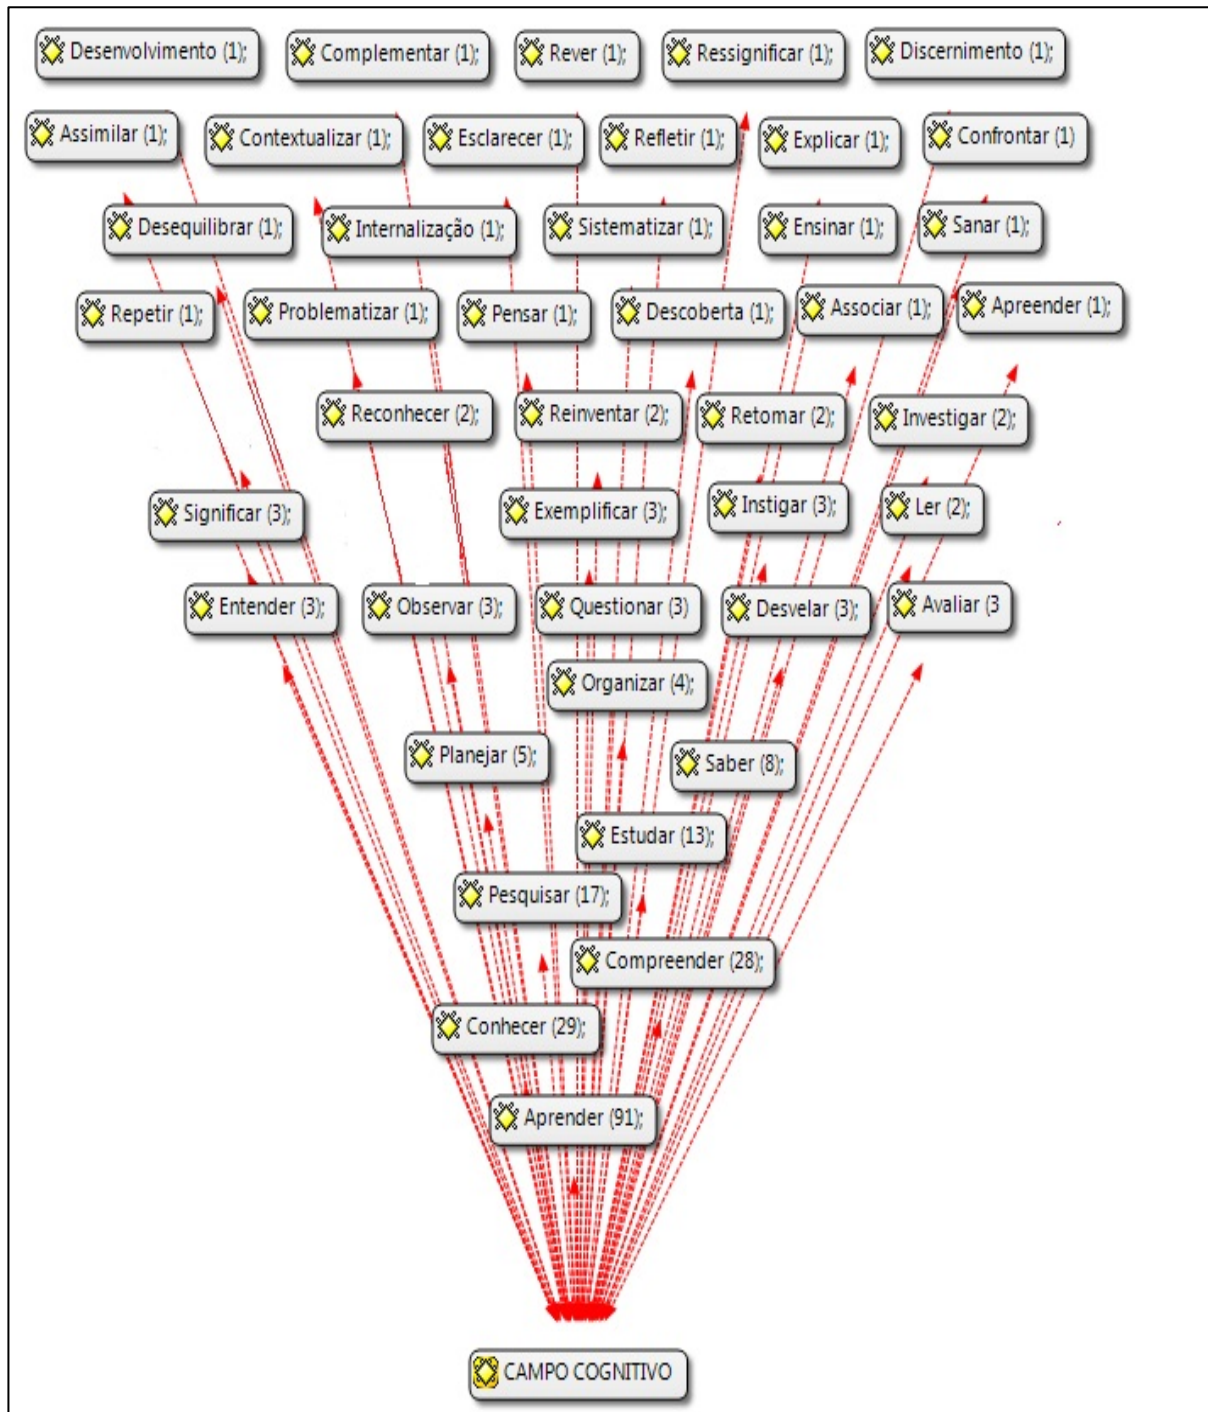 Desenvolvimento (1);
Complementar (1);
Rever (1);
Ressignificar (1);
Discernimento (1);
Assimilar (1);
Contextualizar (1);
Esclarecer (1);
Refletir (1);
Explicar (1);
Confrontar (1)
Desequilibrar (1);
Internalização (1);
Sistematizar (1);
Ensinar (1);
Sanar (1);
Repetir (1);
Problematizar (1);
Pensar (1);
Descoberta (1);
Associar (1);
Apreender (1);
Reconhecer (2);
Reinventar (2);
Retomar (2);
Investigar (2);
Significar (3);
Exemplificar (3);
Instigar (3);
Ler (2);
Entender (3);
Observar (3);
Questionar (3)
Desvelar (3);
Avaliar (3
Organizar (4);
Planejar (5);
Saber (8);
Estudar (13);
Pesquisar (17);
Compreender (28);
Conhecer (29);
Aprender (91);
CAMPO COGNITIVO